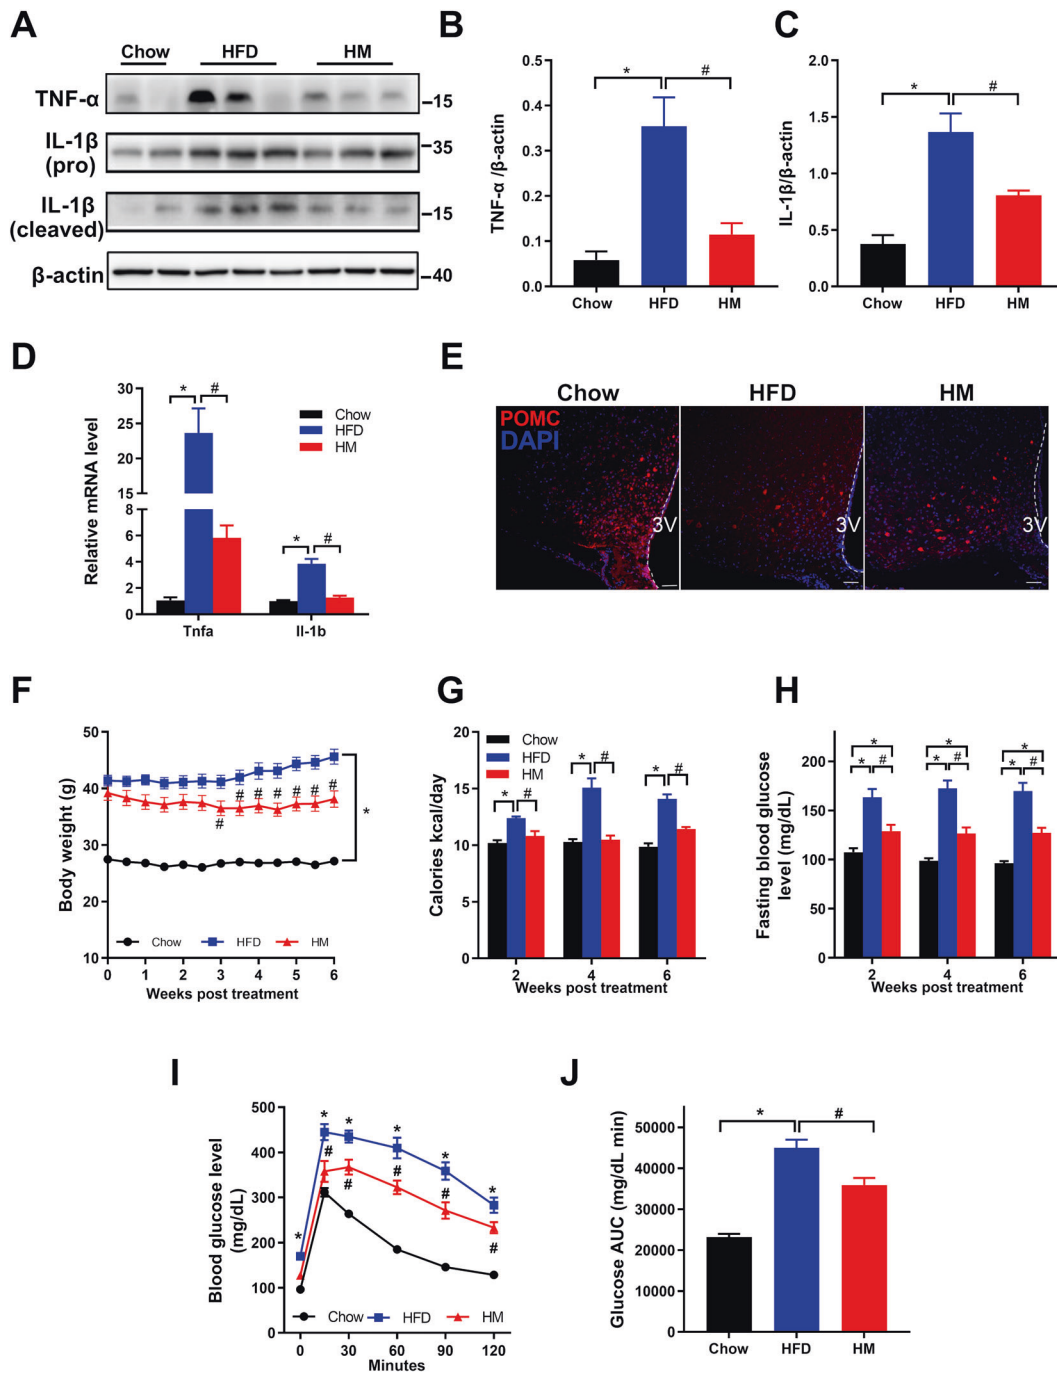 A
Chow HFD HM
TNF-α –15
IL-1β (pro) –35
IL-1β (cleaved) –15
β-actin –40
B
TNF-α /β-actin
0.5
0.4
0.3
0.2
0.1
0.0
* #
Chow HFD HM
C
IL-1β/β-actin
2.0
1.5
1.0
0.5
0.0
* #
Chow HFD HM
D
Relative mRNA level
30
25
20
15
8
6
4
2
0
* #
* #
Chow
HFD
HM
Tnfa Il-1b
E
Chow HFD HM
POMC
DAPI
3V 3V 3V
F
Body weight (g)
50
40
30
20
10
# # # # # # #
*
Chow HFD HM
0 1 2 3 4 5 6
Weeks post treatment
G
Calories kcal/day
20
15
10
5
0
Chow
HFD
HM
* # * # * #
2 4 6
Weeks post treatment
H
Fasting blood glucose
level (mg/dL)
200
150
100
50
0
* * *
* # * # * #
2 4 6
Weeks post treatment
I
Blood glucose level
(mg/dL)
500
400
300
200
100
0
* * * * * *
# # # # #
Chow HFD HM
0 30 60 90 120
Minutes
J
Glucose AUC (mg/dL min)
50000
40000
30000
20000
10000
0
* #
Chow HFD HM